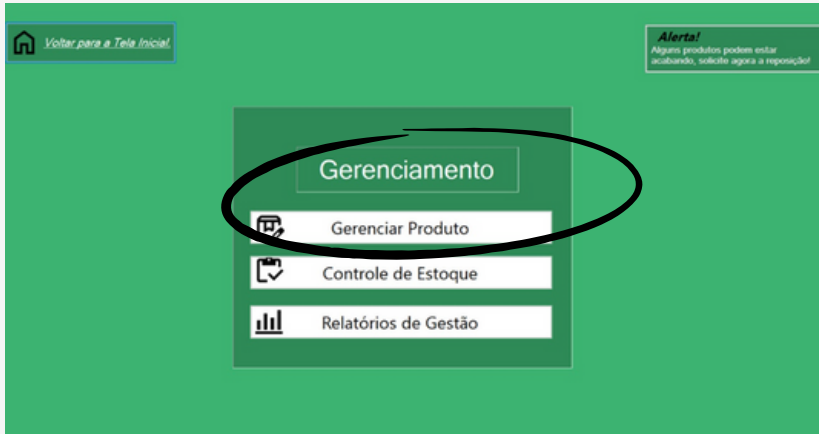 Voltar para a Tela Inicial.
Alerta!
Alguns produtos podem estar
acabando, solicite agora a reposição!
Gerenciamento
Gerenciar Produto
Controle de Estoque
Relatórios de Gestão